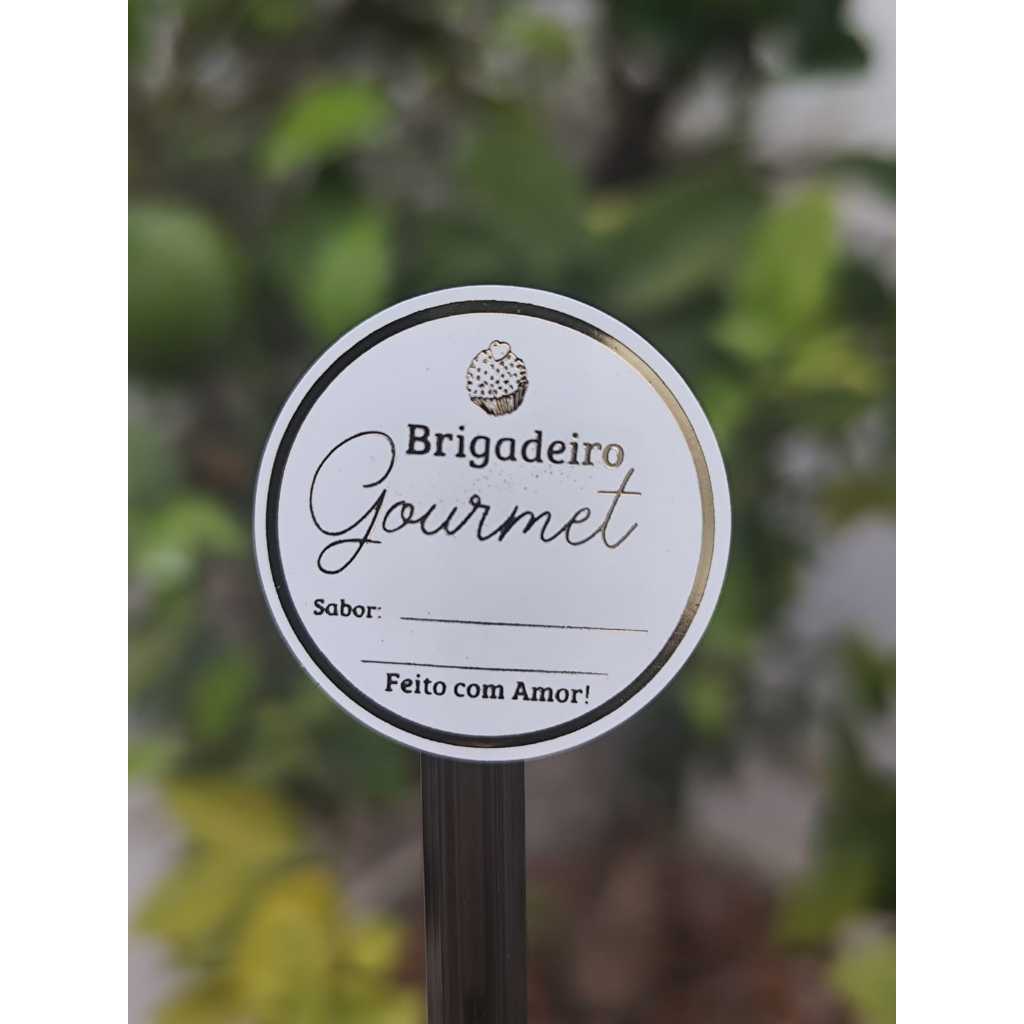 Brigadeiro
Gourmet
Sabor:
Feito com Amor!